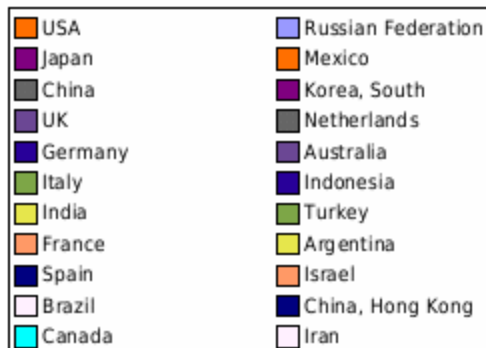 USA
Japan
China
UK
Germany
Italy
India
France
Spain
Brazil
Canada
Russian Federation
Mexico
Korea, South
Netherlands
Australia
Indonesia
Turkey
Argentina
Israel
China, Hong Kong
Iran